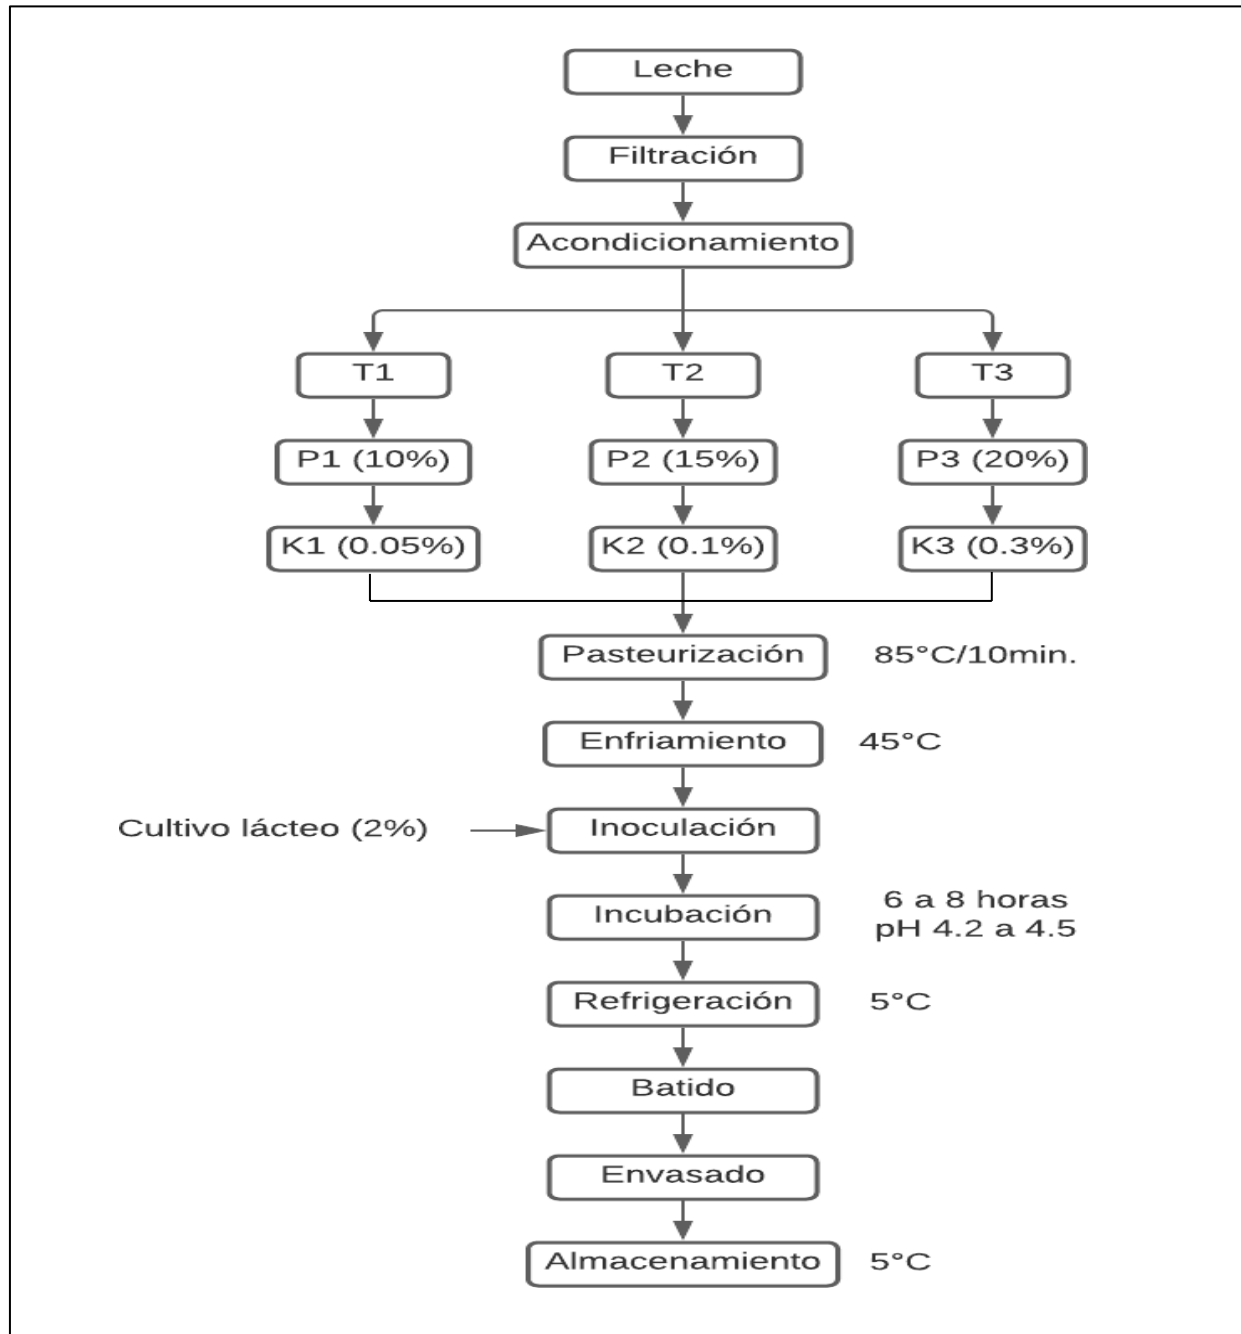 Leche
Filtración
Acondicionamiento
T1
T2
T3
P1 (10%)
P2 (15%)
P3 (20%)
K1 (0.05%)
K2 (0.1%)
K3 (0.3%)
Pasteurización
85°C/10min.
Enfriamiento
45°C
Cultivo lácteo (2%)
Inoculación
Incubación
6 a 8 horas
pH 4.2 a 4.5
Refrigeración
5°C
Batido
Envasado
Almacenamiento
5°C